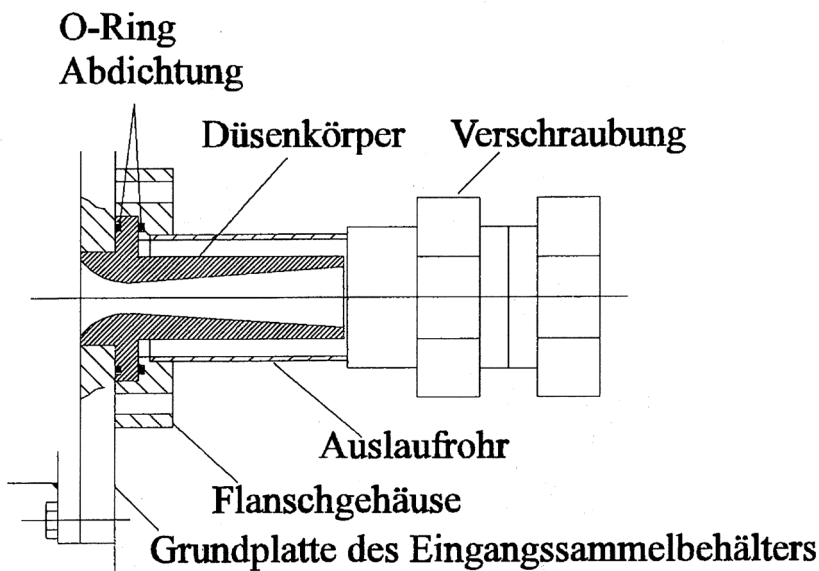 O-Ring
Abdichtung
Düsenkörper
Verschraubung
Auslaufrohr
Flanschgehäuse
Grundplatte des Eingangssammelbehälters